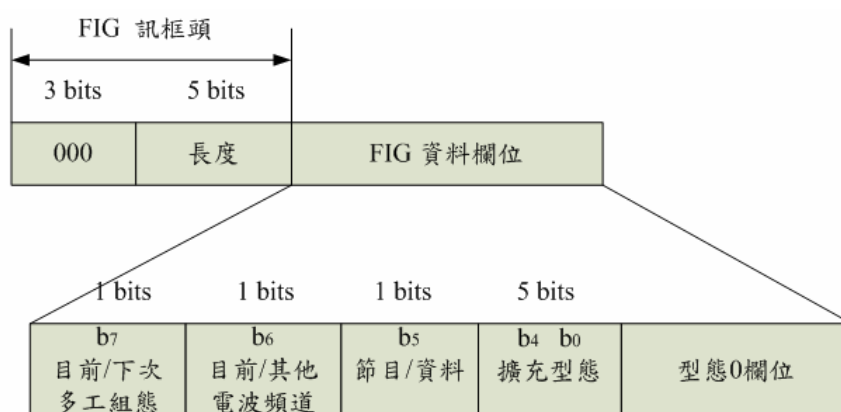 FIG 訊框頭
3 bits 5 bits
000 長度 FIG 資料欄位
1 bits 1 bits 1 bits 5 bits
b7 b6 b5 b4 b0
目前/下次 目前/其他 節目/資料 擴充型態 型態0欄位
多工組態 電波頻道